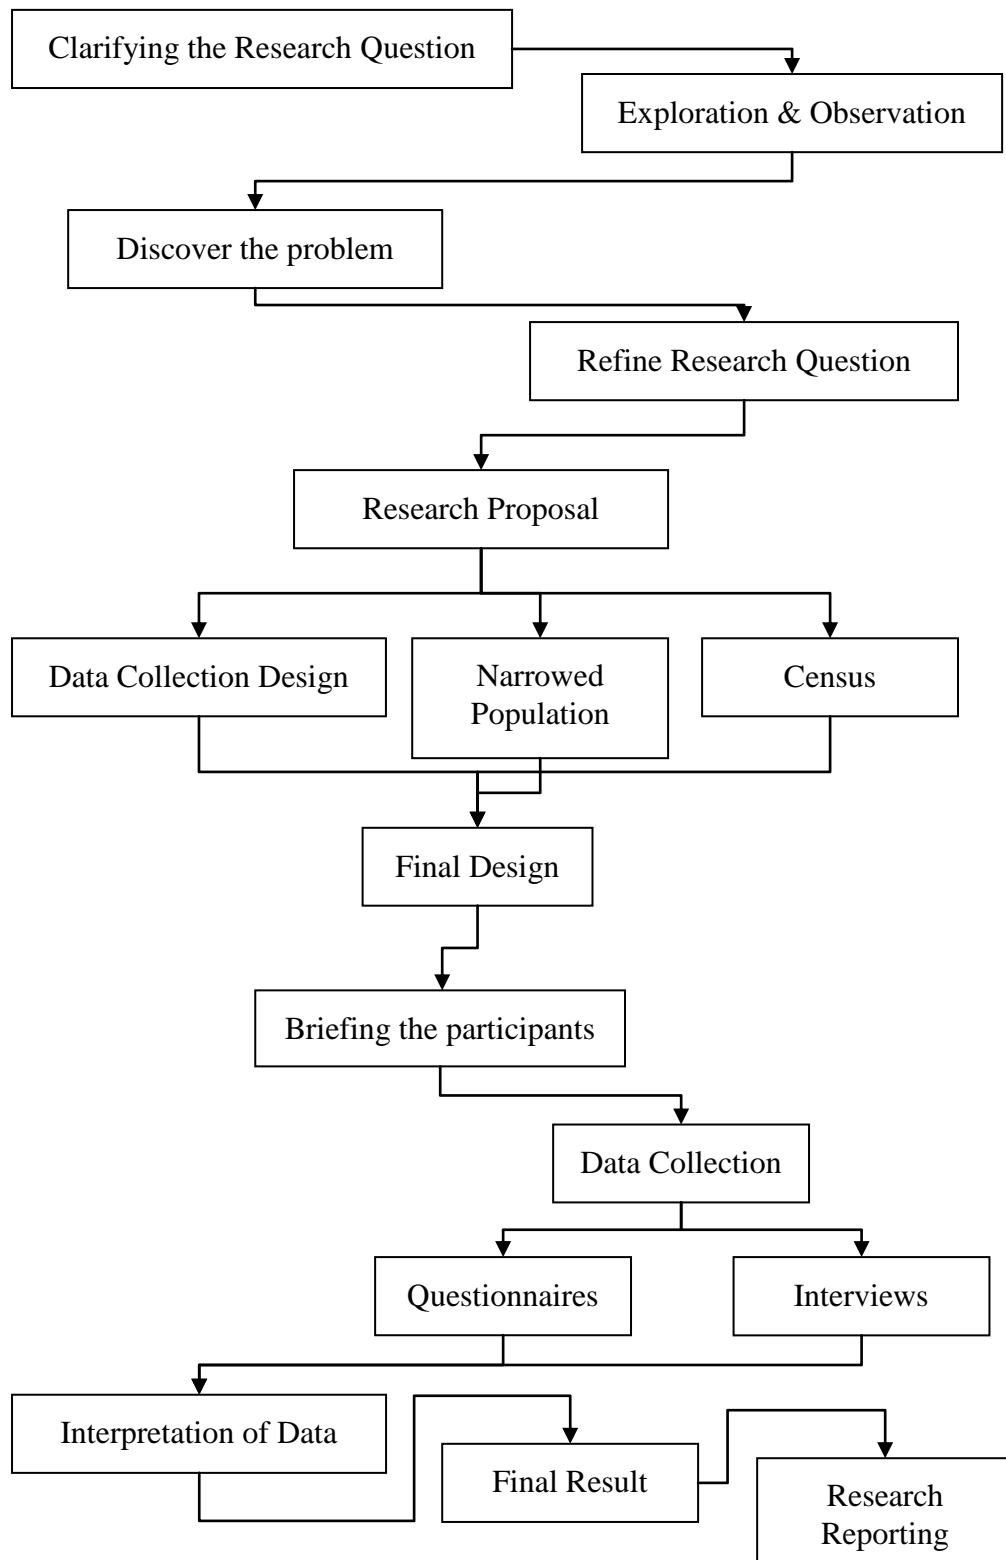 Clarifying the Research Question
Exploration & Observation
Discover the problem
Refine Research Question
Research Proposal
Data Collection Design
Narrowed
Population
Census
Final Design
Briefing the participants
Data Collection
Questionnaires
Interviews
Interpretation of Data
Final Result
Research
Reporting